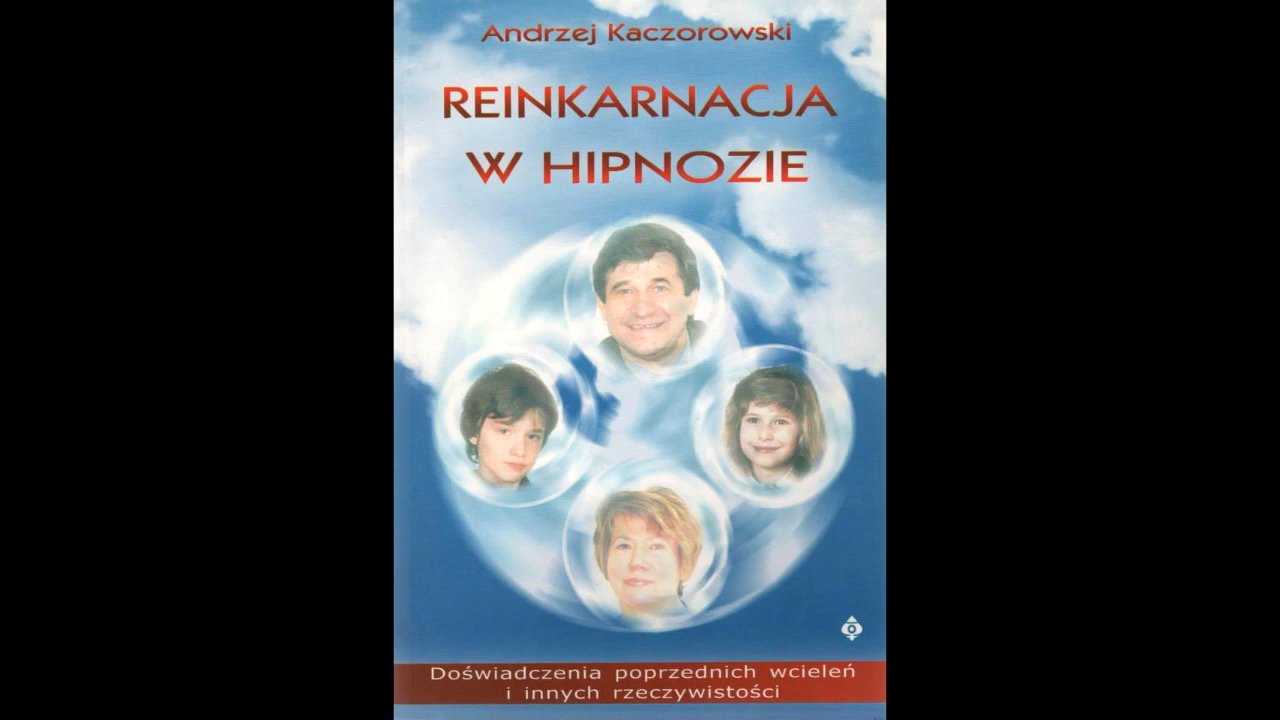 Andrzej Kaczorowski
REINKARNACJA
W HIPNOZIE
Doświadczenia poprzednich wcieleń
i innych rzeczywistości